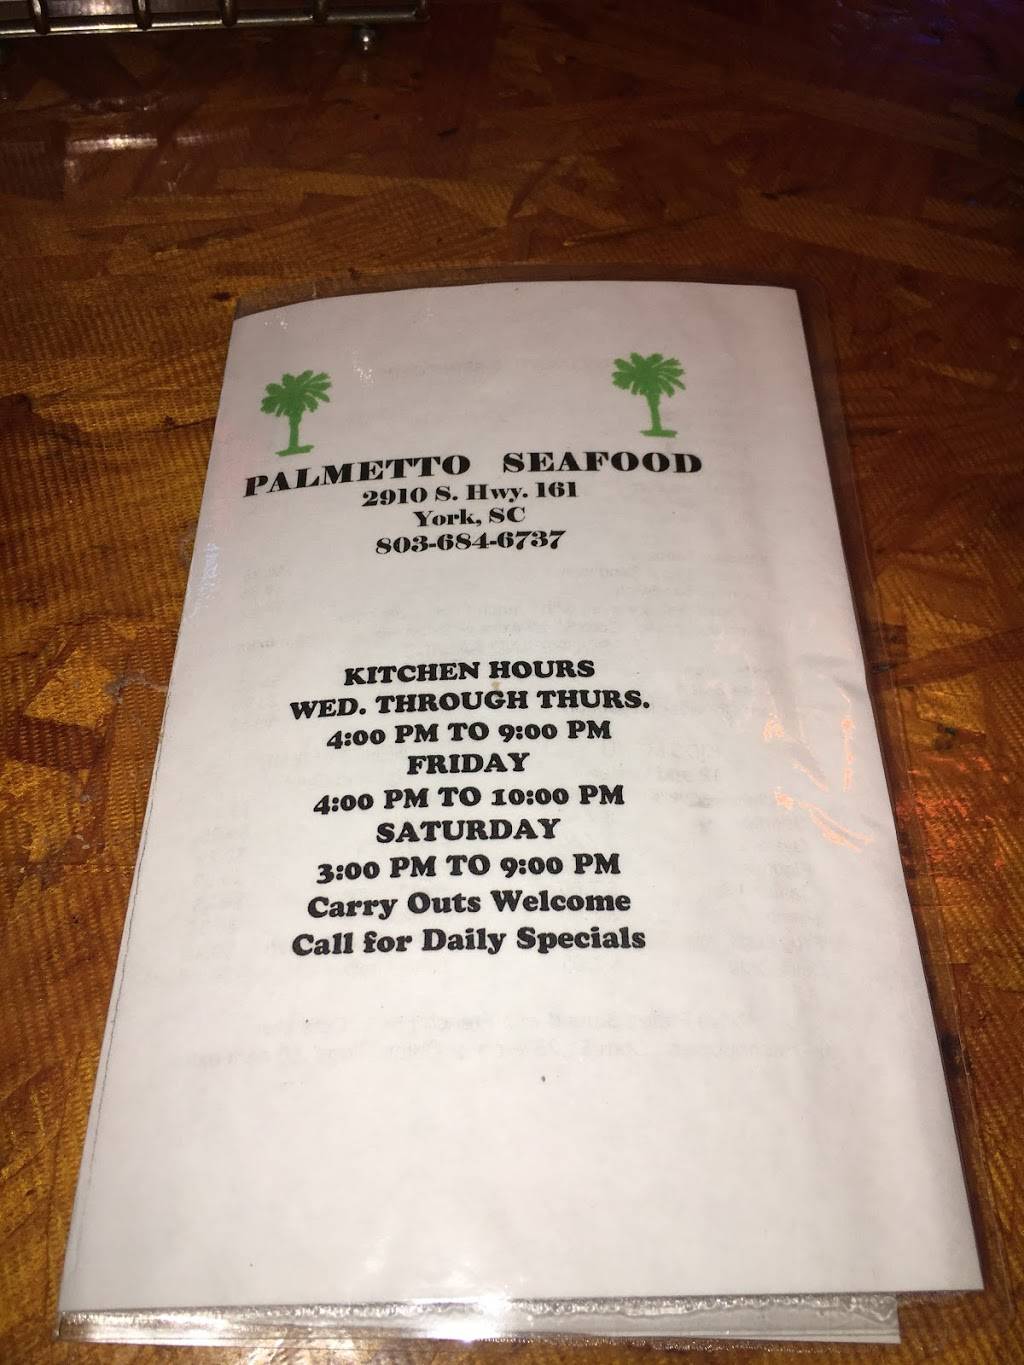 PALMETTO SEAFOOD
2910 S. Hwy. 161
York, SC
803-684-6737
KITCHEN HOURS
WED. THROUGH THURS.
4:00 PM TO 9:00 PM
FRIDAY
4:00 PM TO 10:00 PM
SATURDAY
3:00 PM TO 9:00 PM
Carry Outs Welcome
Call for Daily Specials